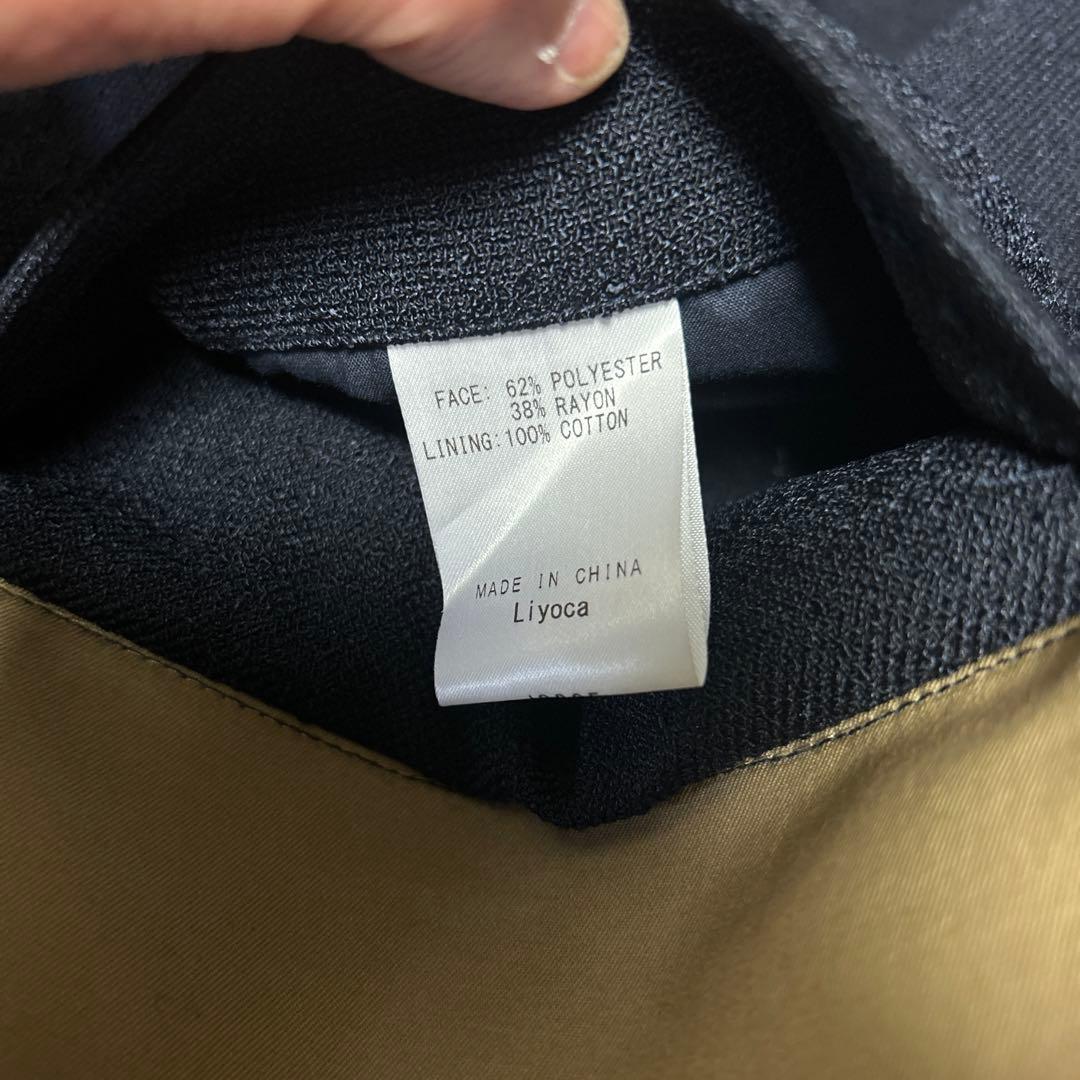 FACE: 62% POLYESTER
38% RAYON
LINING:100% COTTON
MADE IN CHINA
Liyoca